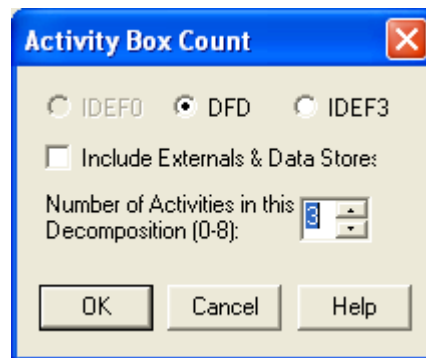 Activity Box Count
IDEF0 DFD IDEF3
Include Externals & Data Stores
Number of Activities in this
Decomposition (0-8):
3
OK Cancel Help